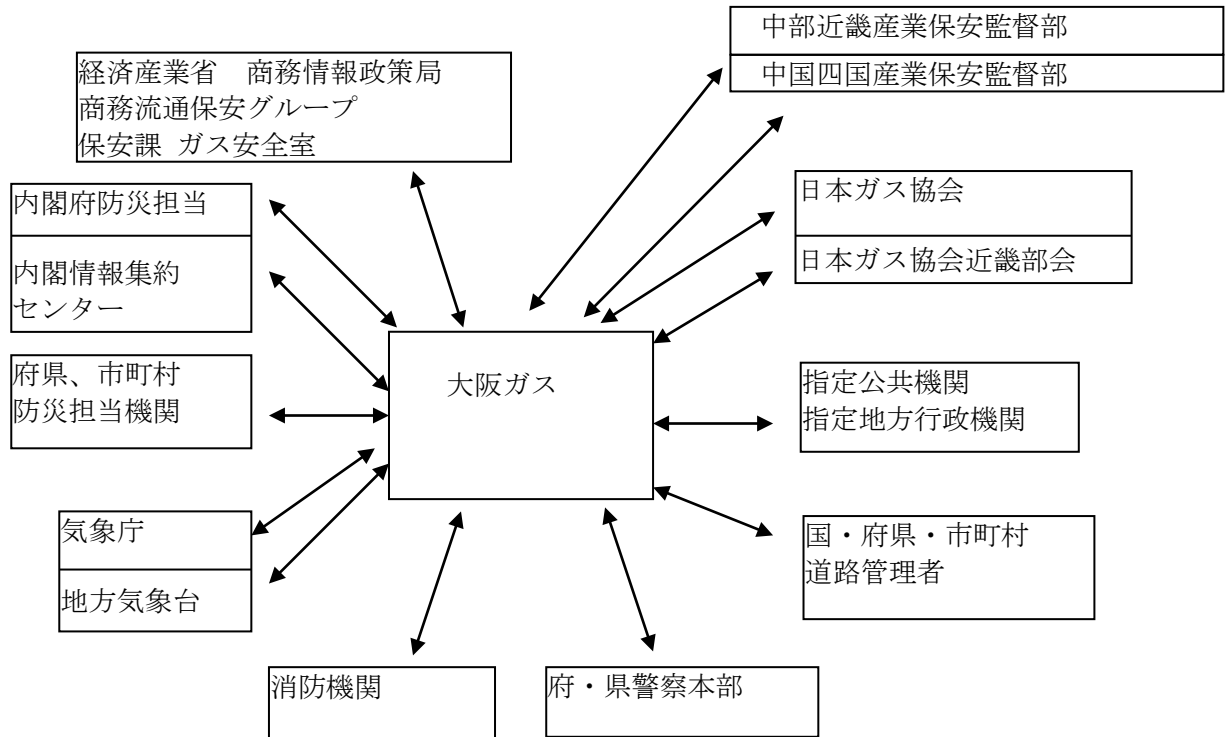 中部近畿産業保安監督部
中国四国産業保安監督部
経済産業省　商務情報政策局
商務流通保安グループ
保安課 ガス安全室
内閣府防災担当
内閣情報集約
センター
日本ガス協会
日本ガス協会近畿部会
府県、市町村
防災担当機関
大阪ガス
指定公共機関
指定地方行政機関
気象庁
地方気象台
国・府県・市町村
道路管理者
消防機関
府・県警察本部